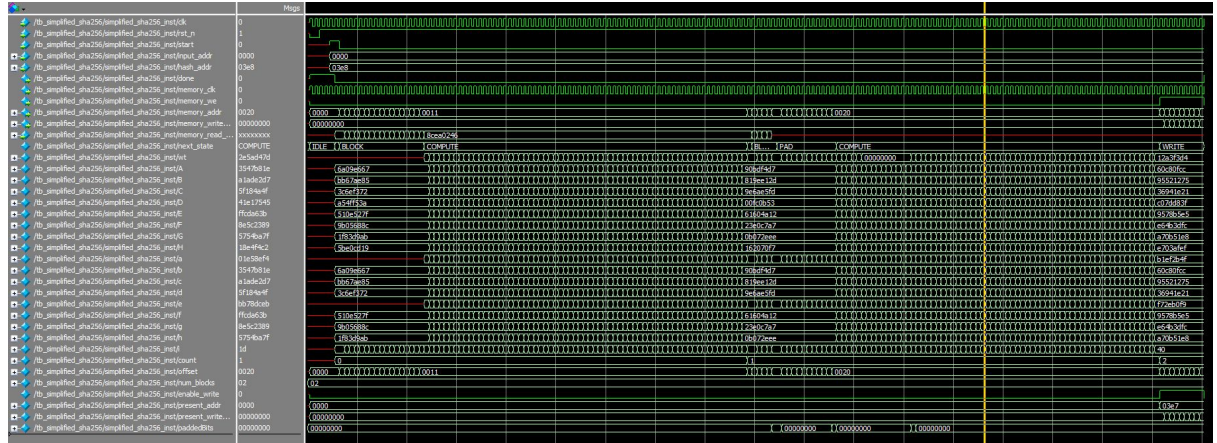 Msgs
/tb_simplified_sha256/simplified_sha256_inst/clk 0
/tb_simplified_sha256/simplified_sha256_inst/rst_n 1
/tb_simplified_sha256/simplified_sha256_inst/start 0
/tb_simplified_sha256/simplified_sha256_inst/input_addr 0000 0000
/tb_simplified_sha256/simplified_sha256_inst/hash_addr 03e8 03e8
/tb_simplified_sha256/simplified_sha256_inst/done 0
/tb_simplified_sha256/simplified_sha256_inst/memory_clk 0
/tb_simplified_sha256/simplified_sha256_inst/memory_we 0
/tb_simplified_sha256/simplified_sha256_inst/memory_addr 0020 0000 0011 0020
/tb_simplified_sha256/simplified_sha256_inst/memory_write... 00000000 00000000
/tb_simplified_sha256/simplified_sha256_inst/memory_read_... xxxxxxxx 8cea0246
/tb_simplified_sha256/simplified_sha256_inst/next_state COMPUTE IDLE BLOCK COMPUTE BL... PAD COMPUTE WRITE
/tb_simplified_sha256/simplified_sha256_inst/wt 2e5ad47d 00000000 12a3f3d4
/tb_simplified_sha256/simplified_sha256_inst/A 3547b81e 6a09e667 90bdf4d7 60c80fcc
/tb_simplified_sha256/simplified_sha256_inst/B a1ade2d7 bb67ae85 819ee12d 95521275
/tb_simplified_sha256/simplified_sha256_inst/C 5f184a4f 3c6ef372 9e6ae5fd 36941e21
/tb_simplified_sha256/simplified_sha256_inst/D 41e17545 a54ff53a 00fc0b53 c07dd83f
/tb_simplified_sha256/simplified_sha256_inst/E ffcda63b 510e527f 61604a12 9578b5e5
/tb_simplified_sha256/simplified_sha256_inst/F 8e5c2389 9b05688c 23e0c7a7 e64b3dfc
/tb_simplified_sha256/simplified_sha256_inst/G 5754ba7f 1f83d9ab 0b072eee a70b51e8
/tb_simplified_sha256/simplified_sha256_inst/H 18e4f4c2 5be0cd19 162070f7 e703afef
/tb_simplified_sha256/simplified_sha256_inst/a 01e58ef4 b1ef2b4f
/tb_simplified_sha256/simplified_sha256_inst/b 3547b81e 6a09e667 90bdf4d7 60c80fcc
/tb_simplified_sha256/simplified_sha256_inst/c a1ade2d7 bb67ae85 819ee12d 95521275
/tb_simplified_sha256/simplified_sha256_inst/d 5f184a4f 3c6ef372 9e6ae5fd 36941e21
/tb_simplified_sha256/simplified_sha256_inst/e bb78dceb f72eb0f9
/tb_simplified_sha256/simplified_sha256_inst/f ffcda63b 510e527f 61604a12 9578b5e5
/tb_simplified_sha256/simplified_sha256_inst/g 8e5c2389 9b05688c 23e0c7a7 e64b3dfc
/tb_simplified_sha256/simplified_sha256_inst/h 5754ba7f 1f83d9ab 0b072eee a70b51e8
/tb_simplified_sha256/simplified_sha256_inst/i 1d 40
/tb_simplified_sha256/simplified_sha256_inst/count 1 0 1 2
/tb_simplified_sha256/simplified_sha256_inst/offset 0020 0000 0011 0020
/tb_simplified_sha256/simplified_sha256_inst/num_blocks 02 02
/tb_simplified_sha256/simplified_sha256_inst/enable_write 0
/tb_simplified_sha256/simplified_sha256_inst/present_addr 0000 0000 03e7
/tb_simplified_sha256/simplified_sha256_inst/present_write... 00000000 00000000
/tb_simplified_sha256/simplified_sha256_inst/paddedBits 00000000 00000000 00000000 00000000 00000000